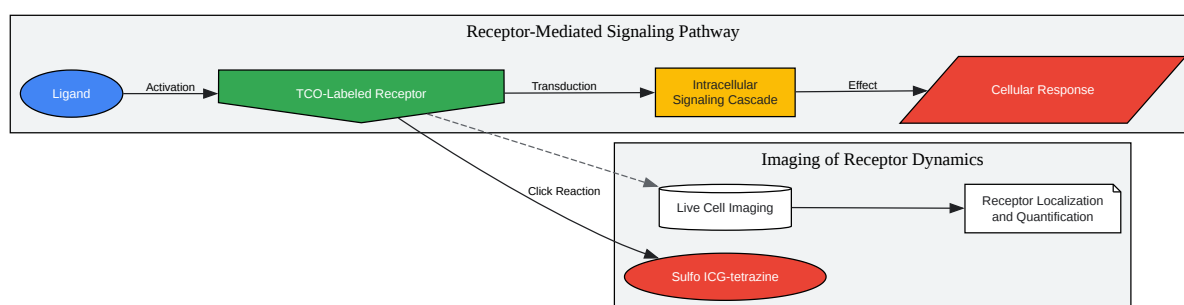 Receptor-Mediated Signaling Pathway
Ligand
Activation
TCO-Labeled Receptor
Transduction
Intracellular
Signaling Cascade
Effect
Cellular Response
Imaging of Receptor Dynamics
Click Reaction
Live Cell Imaging
Receptor Localization
and Quantification
Sulfo ICG-tetrazine